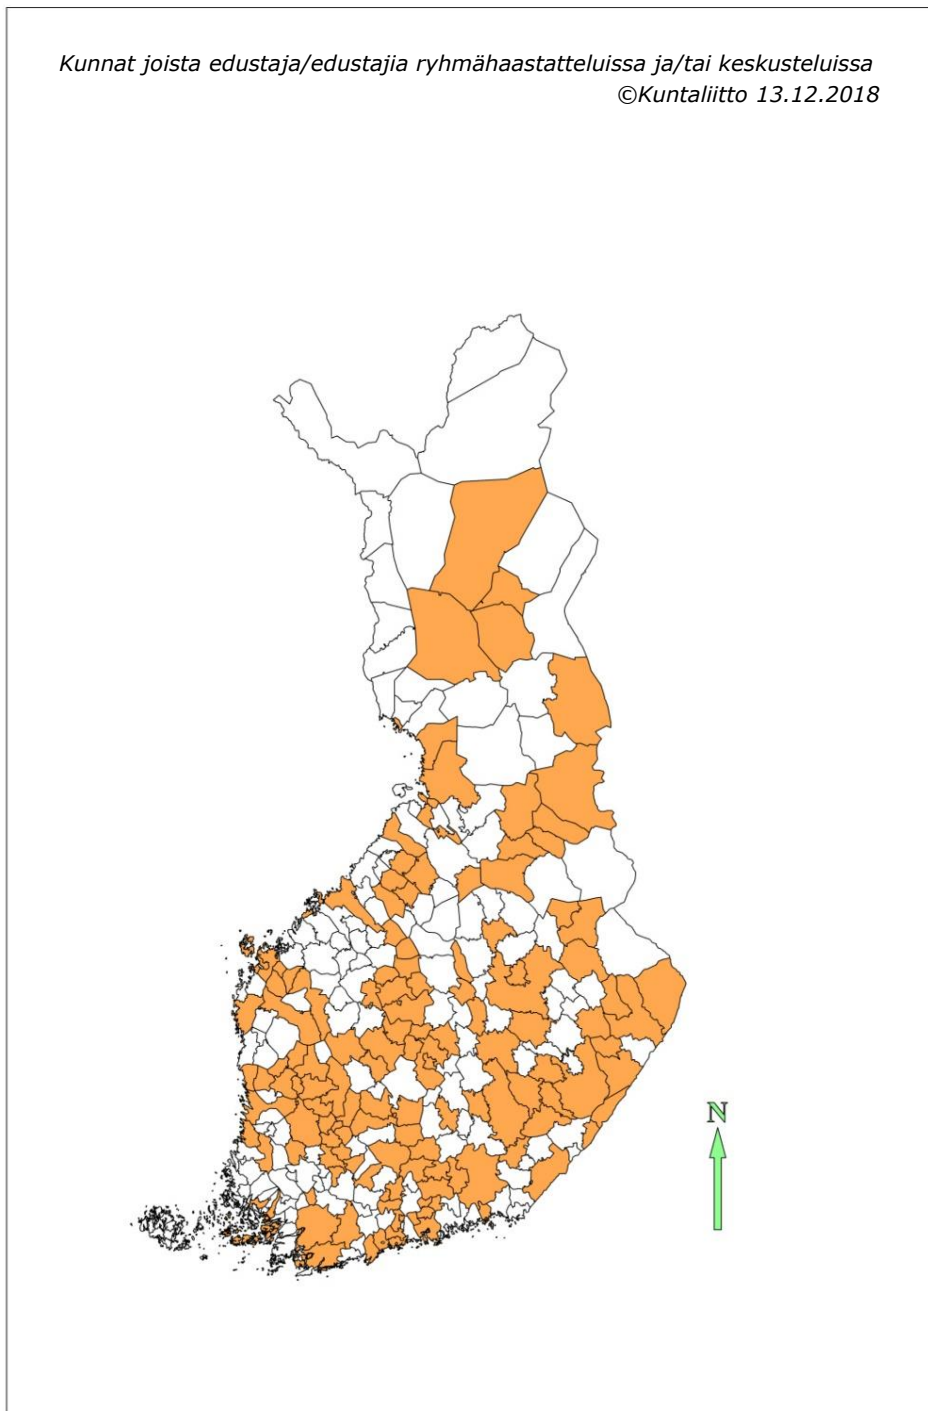 Kunnat joista edustaja/edustajia ryhmähaastatteluissa ja/tai keskusteluissa
©Kuntaliitto 13.12.2018
N